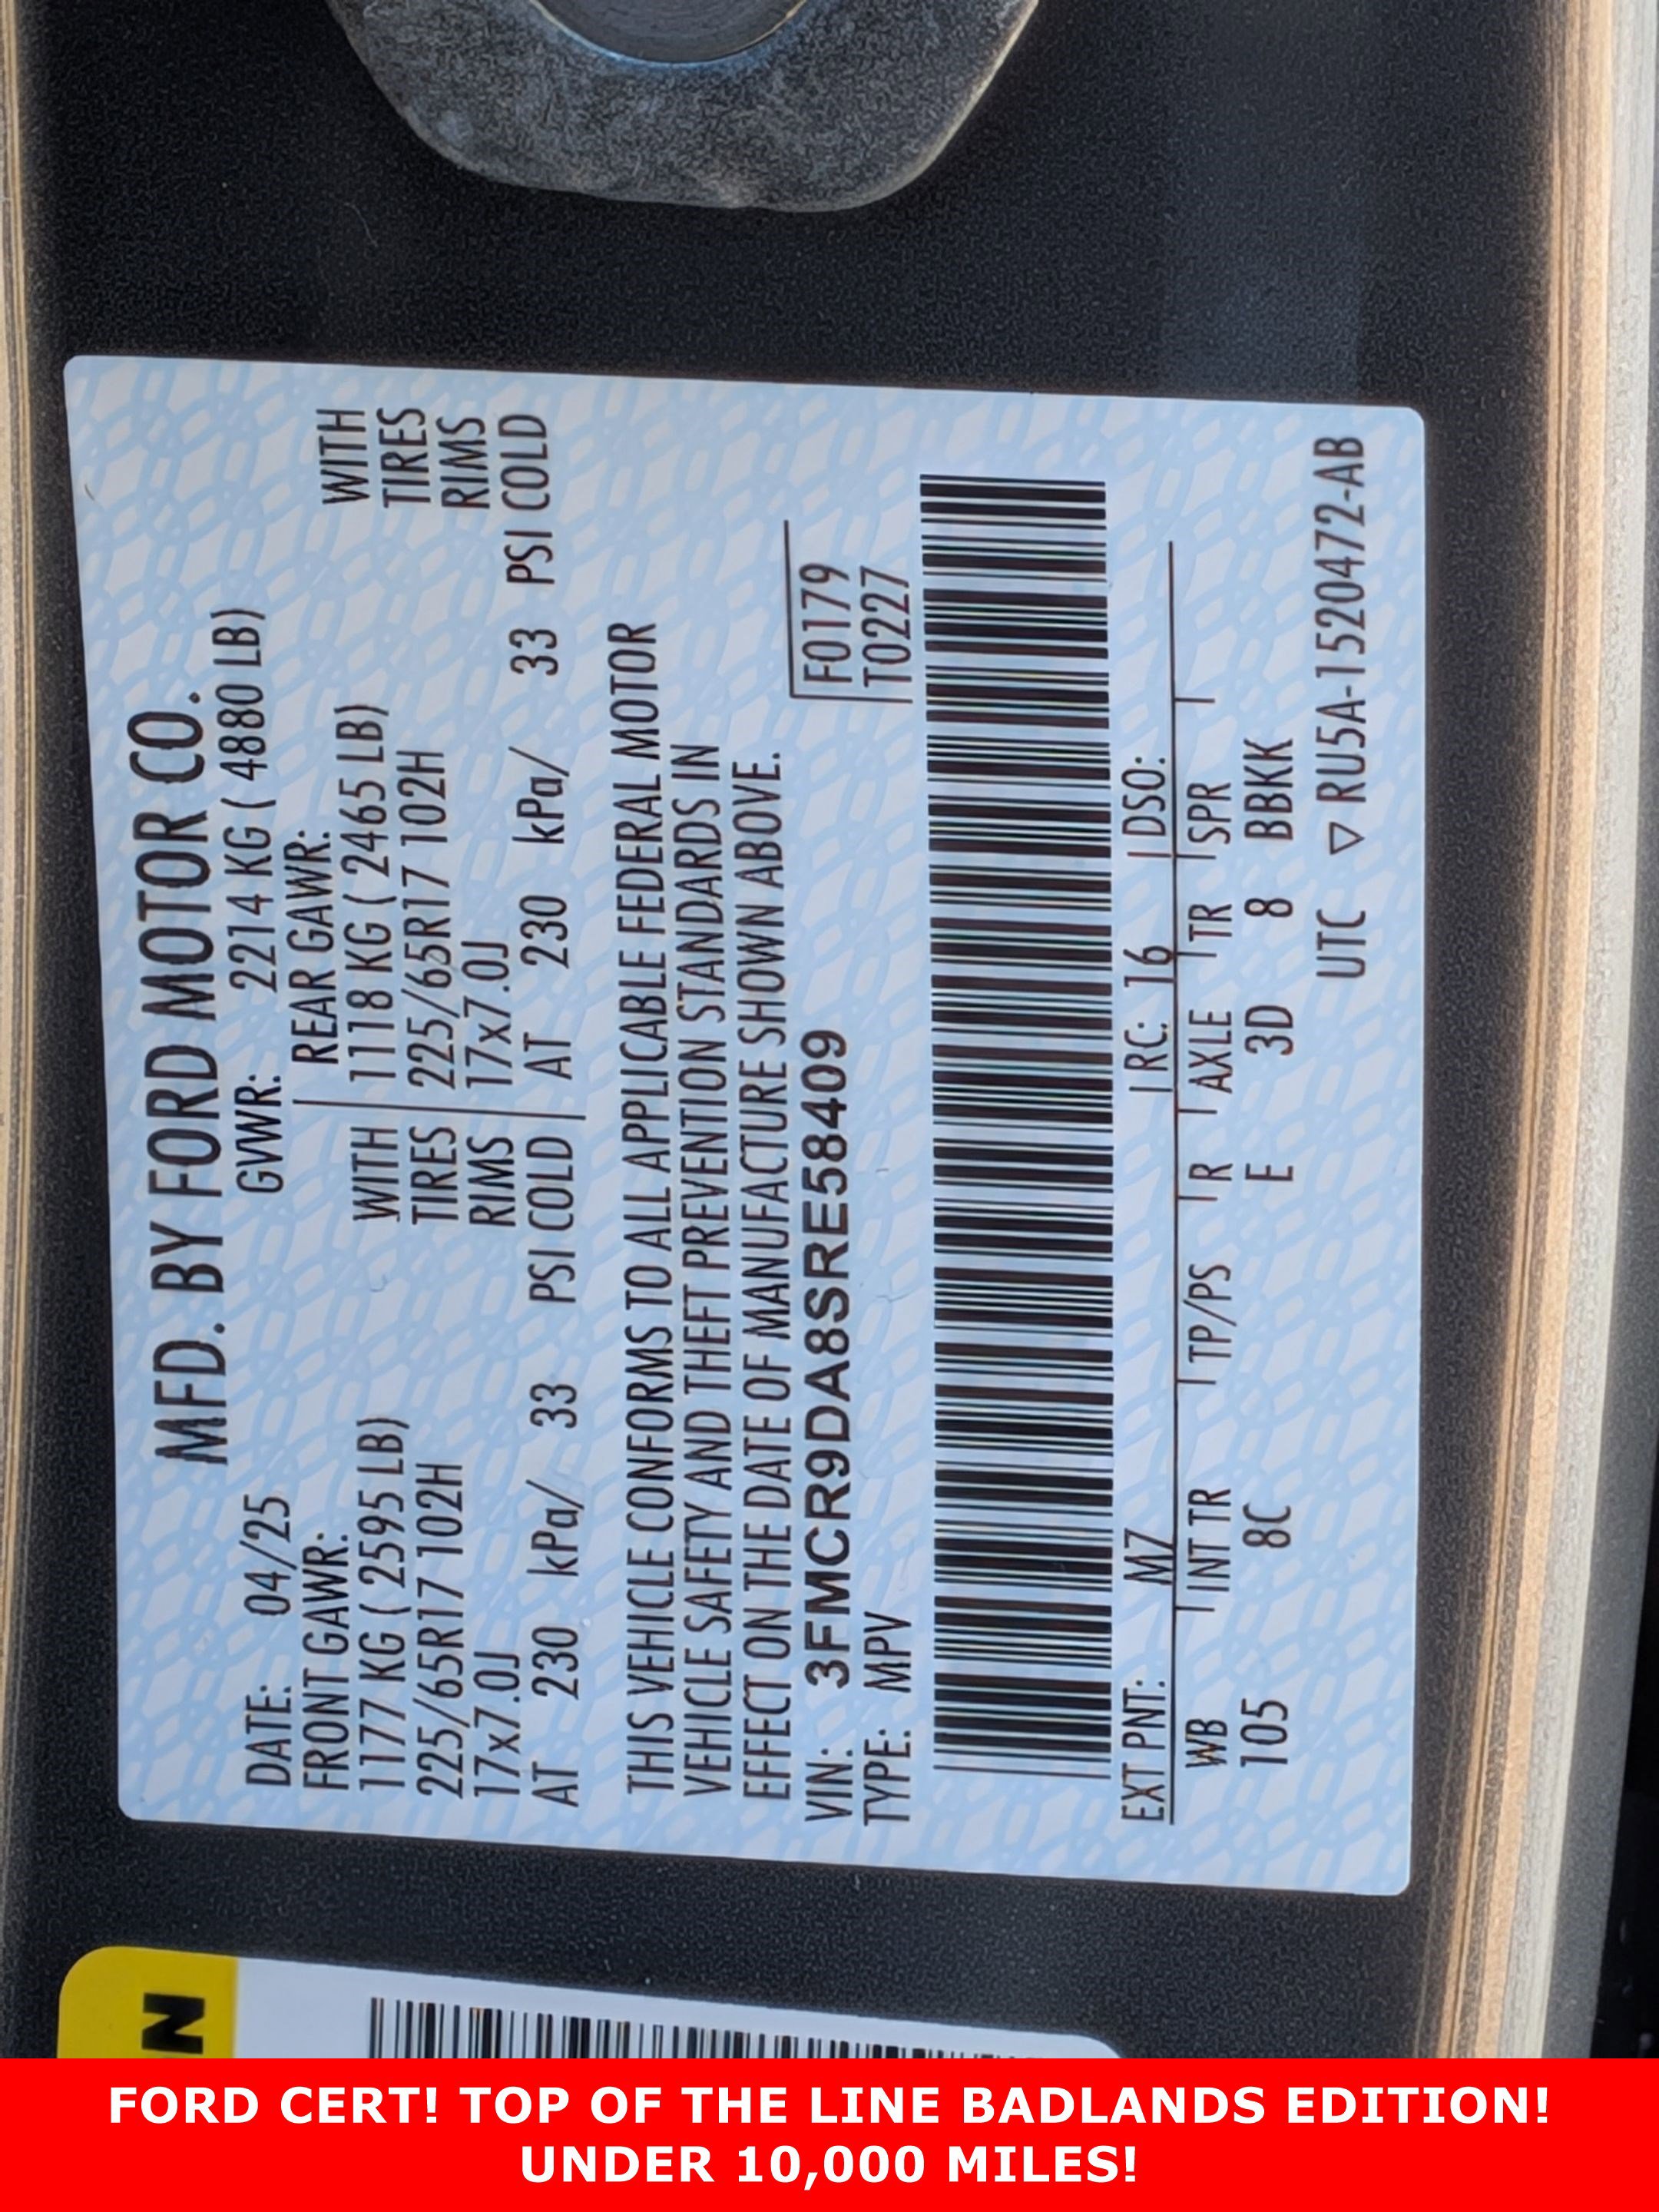 MFD. BY FORD MOTOR CO.
DATE: 04/25 GVWR: 2214 KG ( 4880 LB)
FRONT GAWR: REAR GAWR:
1177 KG ( 2595 LB) WITH 1118 KG ( 2465 LB) WITH
225/65R17 102H TIRES 225/65R17 102H TIRES
17x7.0J RIMS 17x7.0J RIMS
AT 230 kPa/ 33 PSI COLD AT 230 kPa/ 33 PSI COLD
THIS VEHICLE CONFORMS TO ALL APPLICABLE FEDERAL MOTOR
VEHICLE SAFETY AND THEFT PREVENTION STANDARDS IN
EFFECT ON THE DATE OF MANUFACTURE SHOWN ABOVE.
VIN: 3FMCR9DA8SRE58409 F0179
TYPE: MPV T0227
EXT PNT: MZ RC: 16 DSO:
WB INT TR TP/PS R AXLE TR SPR
105 8C E 3D 8 BBKK
UTC ▽ RU5A-1520472-AB
FORD CERT! TOP OF THE LINE BADLANDS EDITION!
UNDER 10,000 MILES!